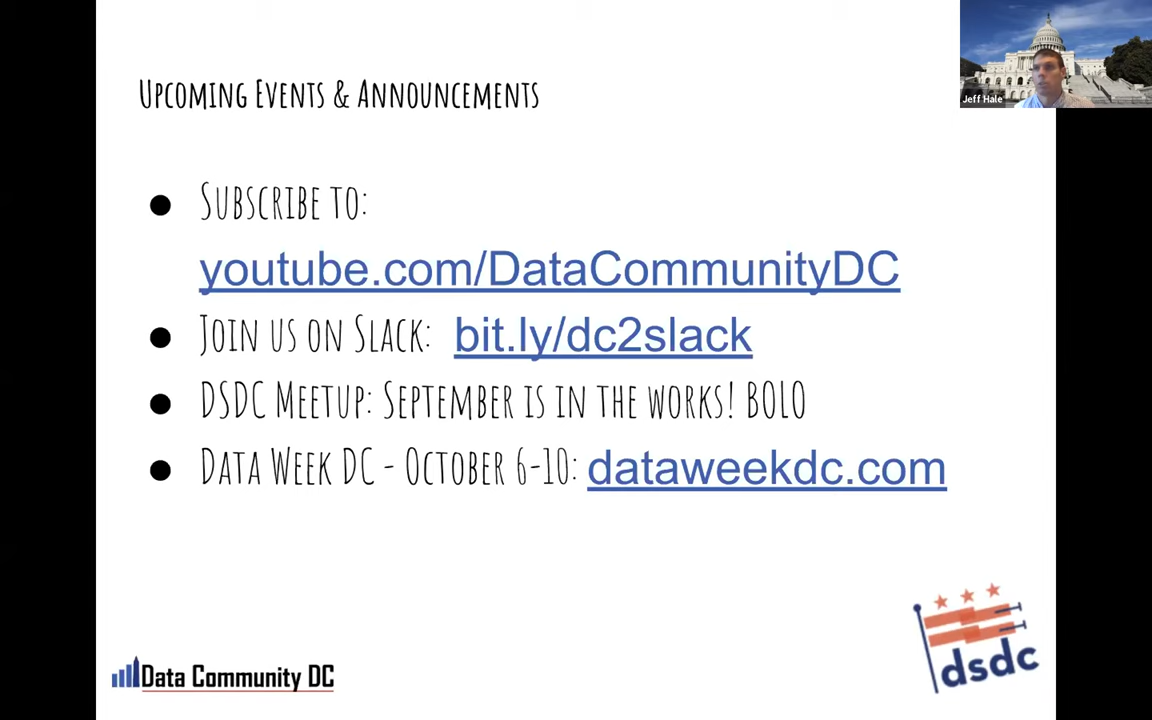 Jeff Hale
Upcoming Events & Announcements
● Subscribe to:
youtube.com/DataCommunityDC
● Join us on Slack: bit.ly/dc2slack
● DSDC Meetup: September is in the works! BOLO
● Data Week DC - October 6-10: dataweekdc.com
Data Community DC
dsdc